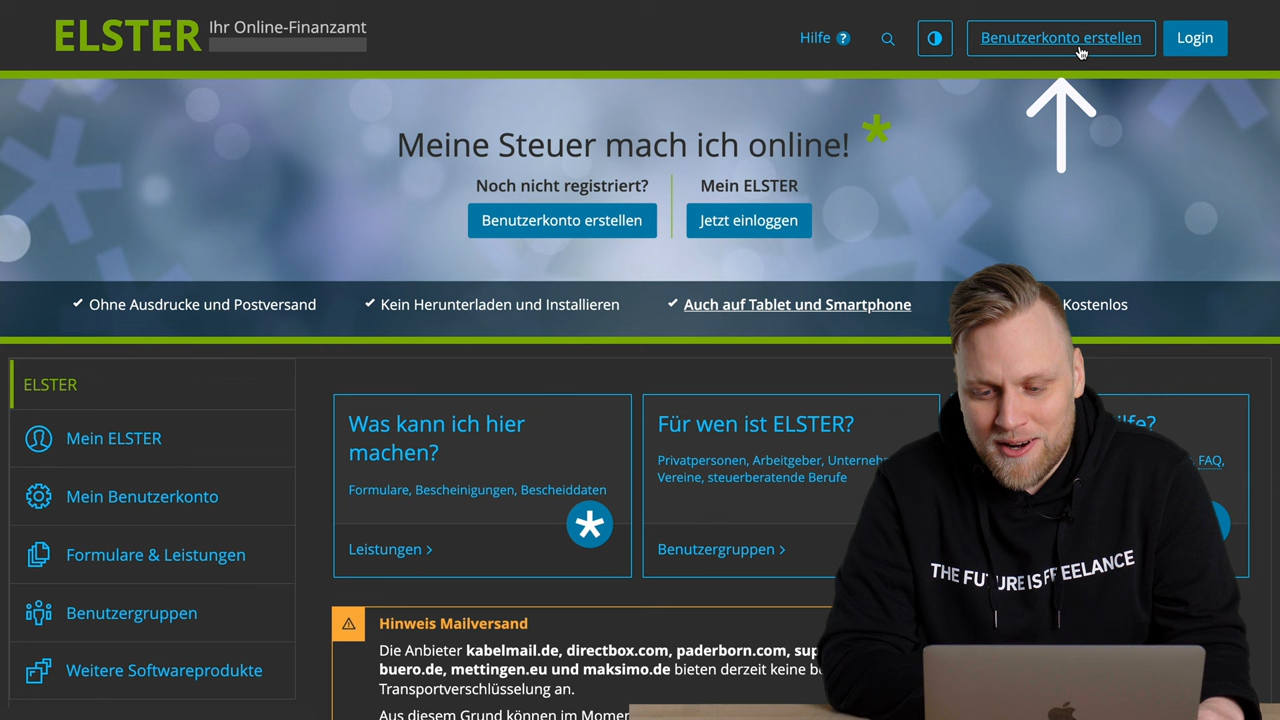 ELSTER
Ihr Online-Finanzamt
Hilfe ?
Benutzerkonto erstellen
Login
Meine Steuer mach ich online!
Noch nicht registriert?
Mein ELSTER
Benutzerkonto erstellen
Jetzt einloggen
Ohne Ausdrucke und Postversand
Kein Herunterladen und Installieren
Auch auf Tablet und Smartphone
Kostenlos
ELSTER
Mein ELSTER
Mein Benutzerkonto
Formulare & Leistungen
Benutzergruppen
Weitere Softwareprodukte
Was kann ich hier
machen?
Formulare, Bescheinigungen, Bescheiddaten
Leistungen >
Für wen ist ELSTER?
Privatpersonen, Arbeitgeber,
Vereine, steuerberatende Berufe
Benutzergruppen >
FAQ,
THE FUTURE IS FREELANCE
Hinweis Mailversand
Die Anbieter kabelmail.de, directbox.com, paderborn.com,
buero.de, mettingen.eu und maksimo.de bieten derzeit keine
Transportverschlüsselung an.
Aus diesem Grund können im